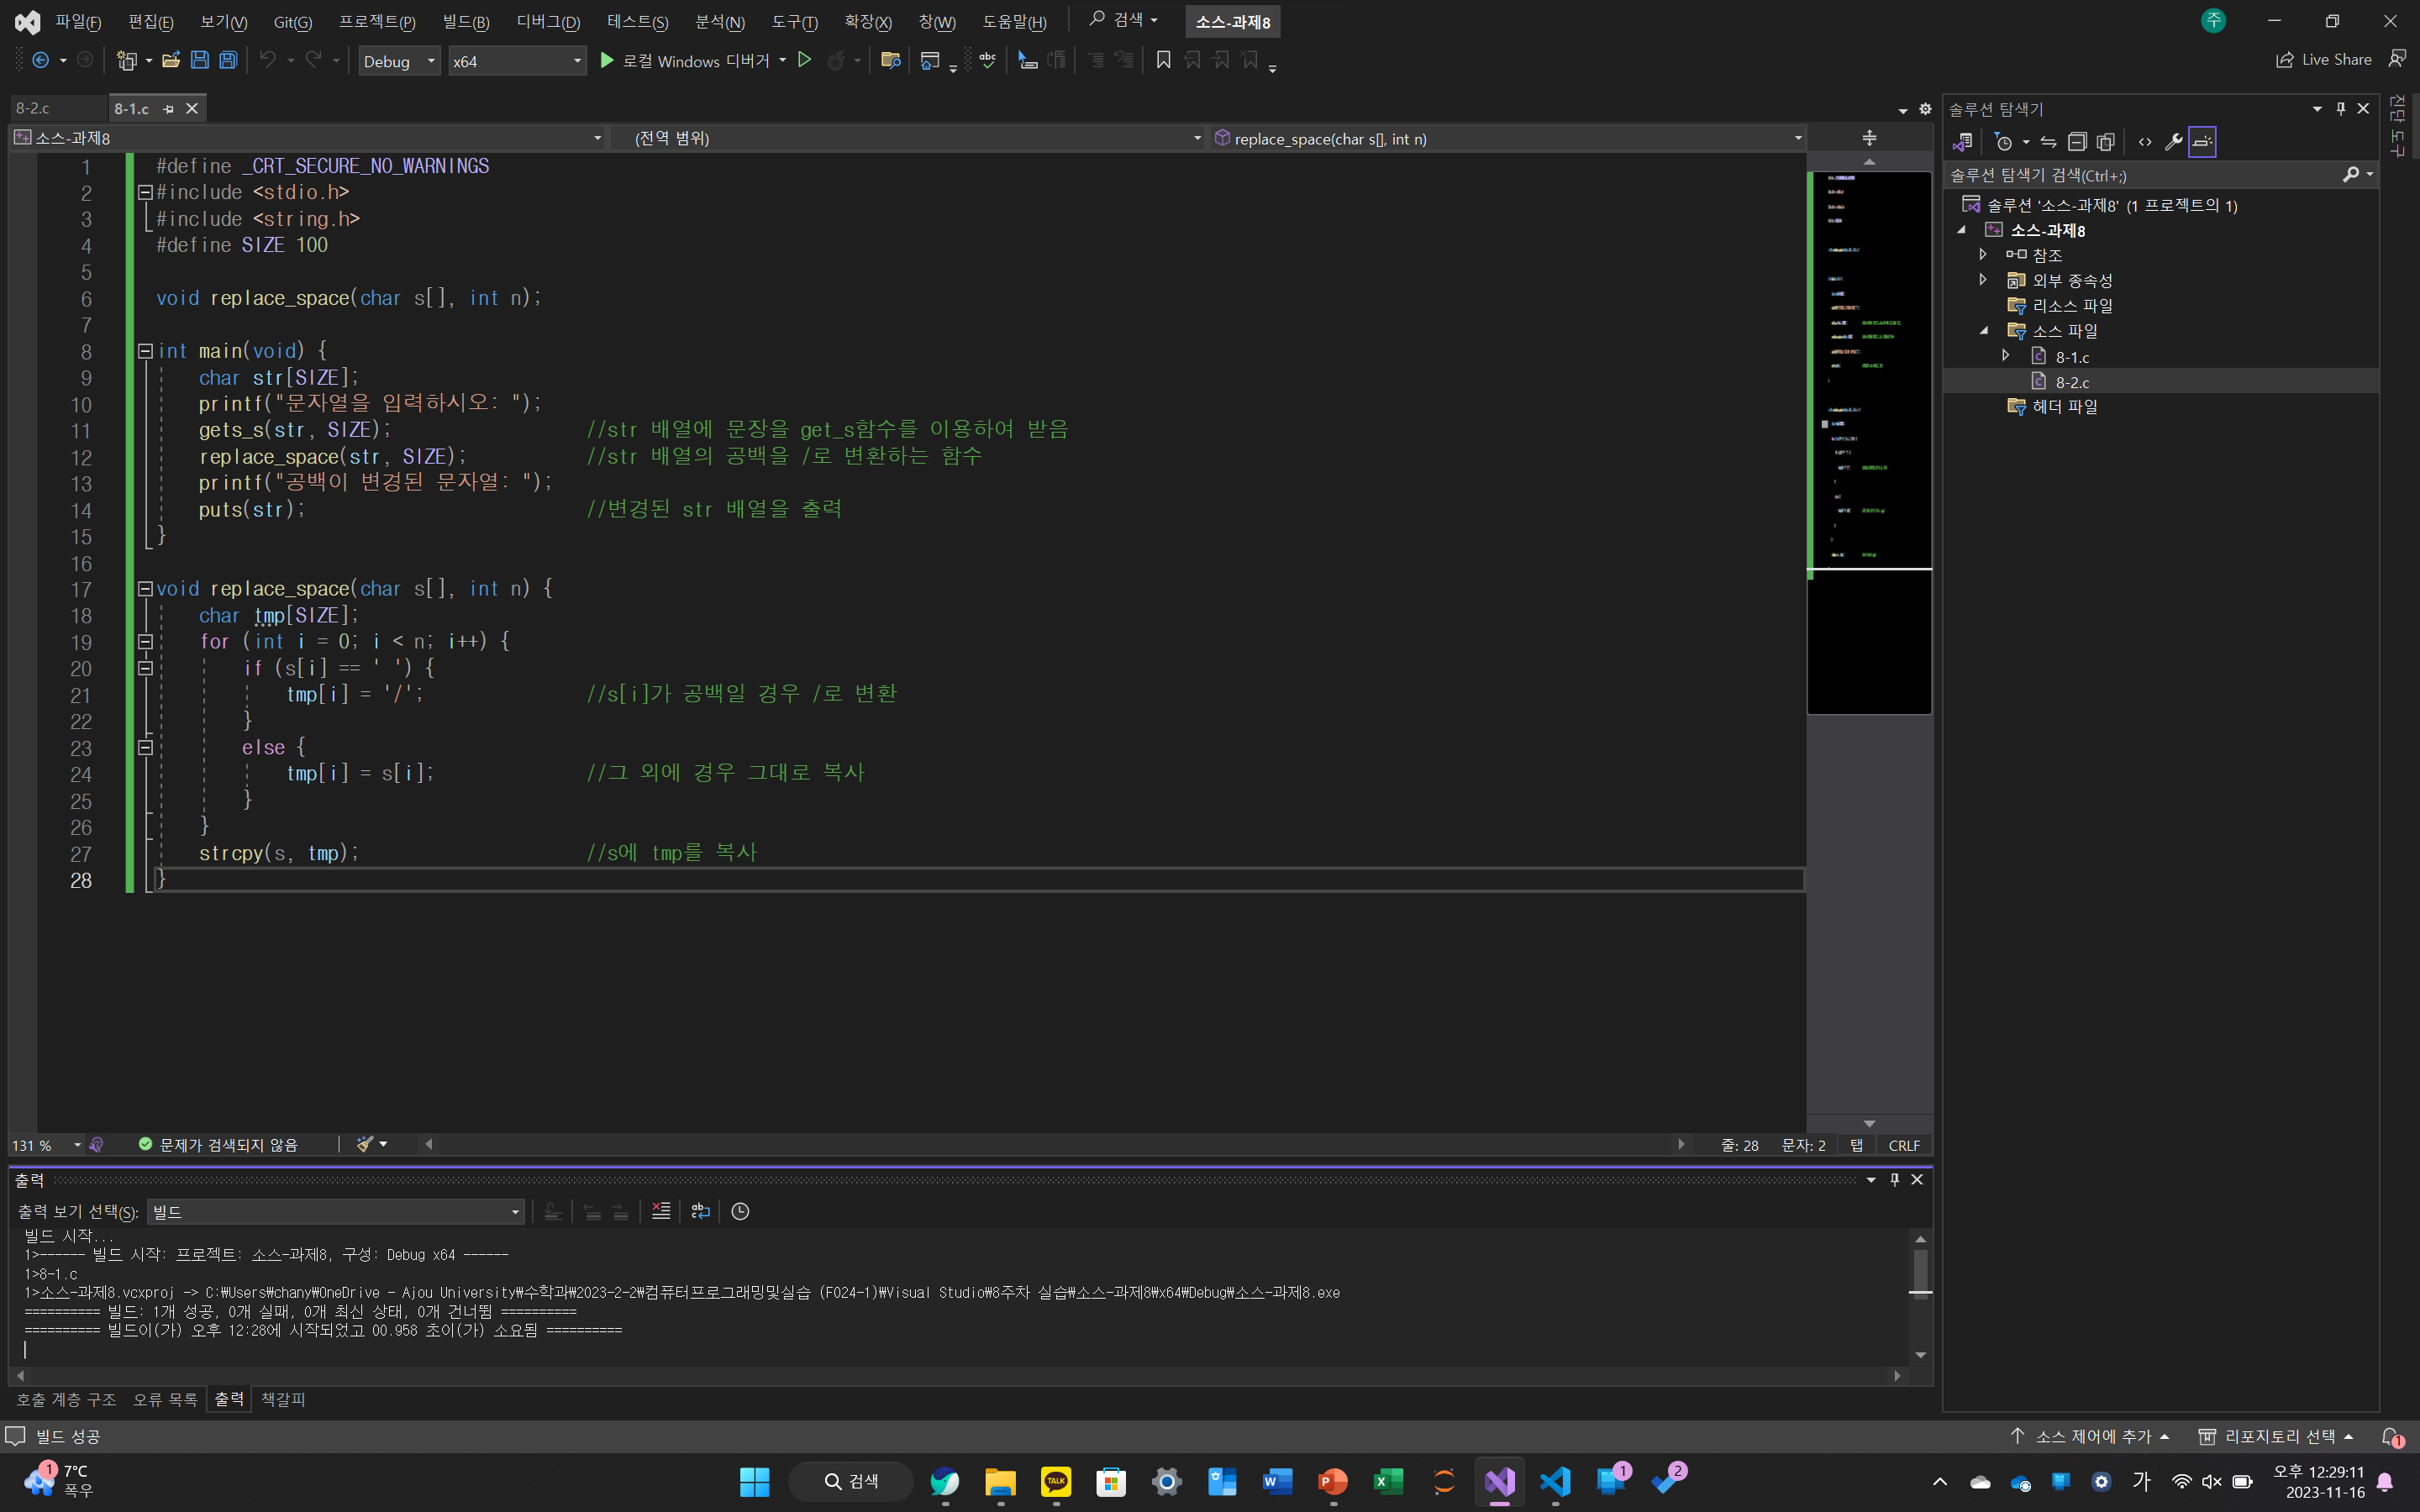 파일(F) 편집(E) 보기(V) Git(G) 프로젝트(P) 빌드(B) 디버그(D) 테스트(S) 분석(N) 도구(T) 확장(X) 창(W) 도움말(H) 검색 소스-과제8 주
Debug x64 로컬 Windows 디버거 Live Share
8-2.c 8-1.c
소스-과제8 (전역 범위) replace_space(char s[], int n)
1 #define _CRT_SECURE_NO_WARNINGS
2 #include <stdio.h>
3 #include <string.h>
4 #define SIZE 100
5
6 void replace_space(char s[], int n);
7
8 int main(void) {
9 char str[SIZE];
10 printf("문자열을 입력하시오: ");
11 gets_s(str, SIZE); //str 배열에 문장을 get_s함수를 이용하여 받음
12 replace_space(str, SIZE); //str 배열의 공백을 /로 변환하는 함수
13 printf("공백이 변경된 문자열: ");
14 puts(str); //변경된 str 배열을 출력
15 }
16
17 void replace_space(char s[], int n) {
18 char tmp[SIZE];
19 for (int i = 0; i < n; i++) {
20 if (s[i] == ' ') {
21 tmp[i] = '/'; //s[i]가 공백일 경우 /로 변환
22 }
23 else {
24 tmp[i] = s[i]; //그 외에 경우 그대로 복사
25 }
26 }
27 strcpy(s, tmp); //s에 tmp를 복사
28 }
131 % 문제가 검색되지 않음 줄: 28 문자: 2 탭 CRLF
출력
출력 보기 선택(S): 빌드
빌드 시작...
1>------ 빌드 시작: 프로젝트: 소스-과제8, 구성: Debug x64 ------
1>8-1.c
1>소스-과제8.vcxproj -> C:₩Users₩chany₩OneDrive - Ajou University₩수학과₩2023-2-2₩컴퓨터프로그래밍및실습 (F024-1)₩Visual Studio₩8주차 실습₩소스-과제8₩x64₩Debug₩소스-과제8.exe
========== 빌드: 1개 성공, 0개 실패, 0개 최신 상태, 0개 건너뜀 ==========
========== 빌드이(가) 오후 12:28에 시작되었고 00.958 초이(가) 소요됨 ==========
호출 계층 구조 오류 목록 출력 책갈피
솔루션 탐색기
솔루션 탐색기 검색(Ctrl+;)
솔루션 '소스-과제8' (1 프로젝트의 1)
소스-과제8
참조
외부 종속성
리소스 파일
소스 파일
8-1.c
8-2.c
헤더 파일
진단 도구
빌드 성공 소스 제어에 추가 리포지토리 선택 1
1 7°C
폭우
검색 TALK 1 2 가
오후 12:29:11
2023-11-16